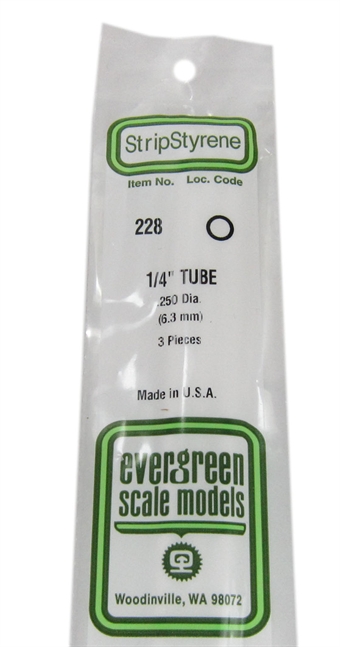 StripStyrene
Item No. Loc. Code
228
1/4" TUBE
.250 Dia.
(6.3 mm)
3 Pieces
Made in U.S.A.
evergreen
scale models
Woodinville, WA 98072